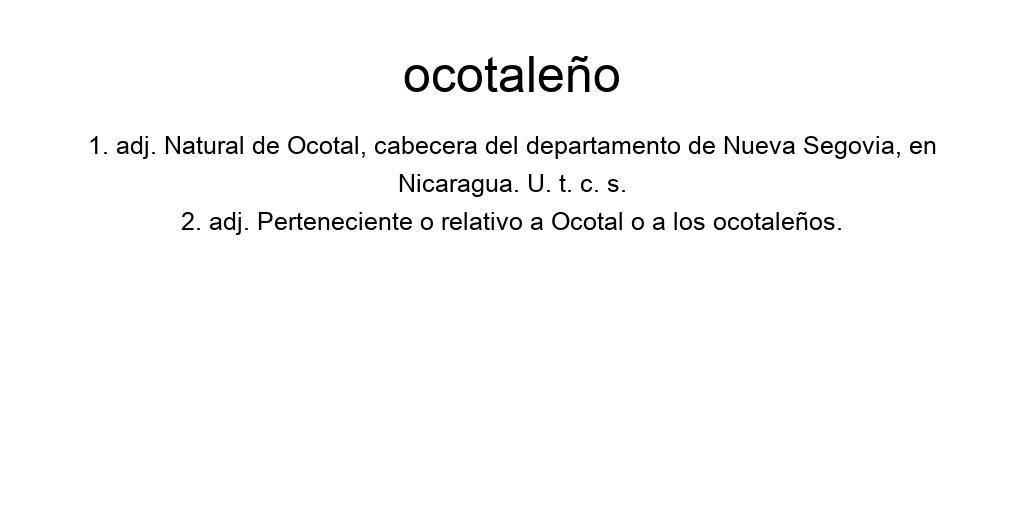 ocotaleño
1. adj. Natural de Ocotal, cabecera del departamento de Nueva Segovia, en
Nicaragua. U. t. c. s.
2. adj. Perteneciente o relativo a Ocotal o a los ocotaleños.